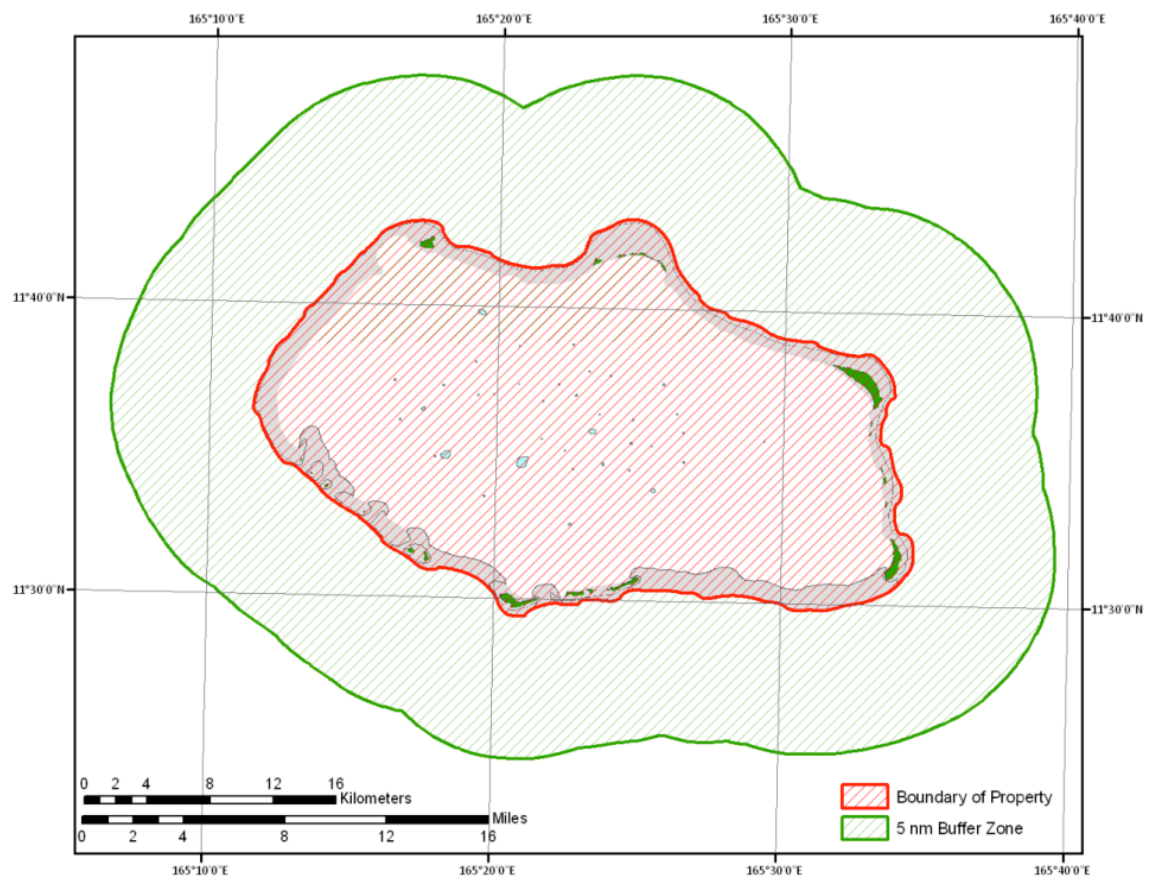 165°10'0"E 165°20'0"E 165°30'0"E 165°40'0"E
11°40'0"N 11°40'0"N
11°30'0"N 11°30'0"N
0 2 4 8 12 16
Kilometers
Miles
0 2 4 8 12 16
Boundary of Property
5 nm Buffer Zone
165°10'0"E 165°20'0"E 165°30'0"E 165°40'0"E